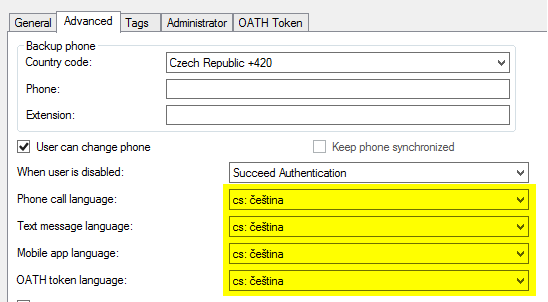 General Advanced Tags Administrator OATH Token
Backup phone
Country code: Czech Republic +420
Phone:
Extension:
User can change phone Keep phone synchronized
When user is disabled: Succeed Authentication
Phone call language: cs: čeština
Text message language: cs: čeština
Mobile app language: cs: čeština
OATH token language: cs: čeština